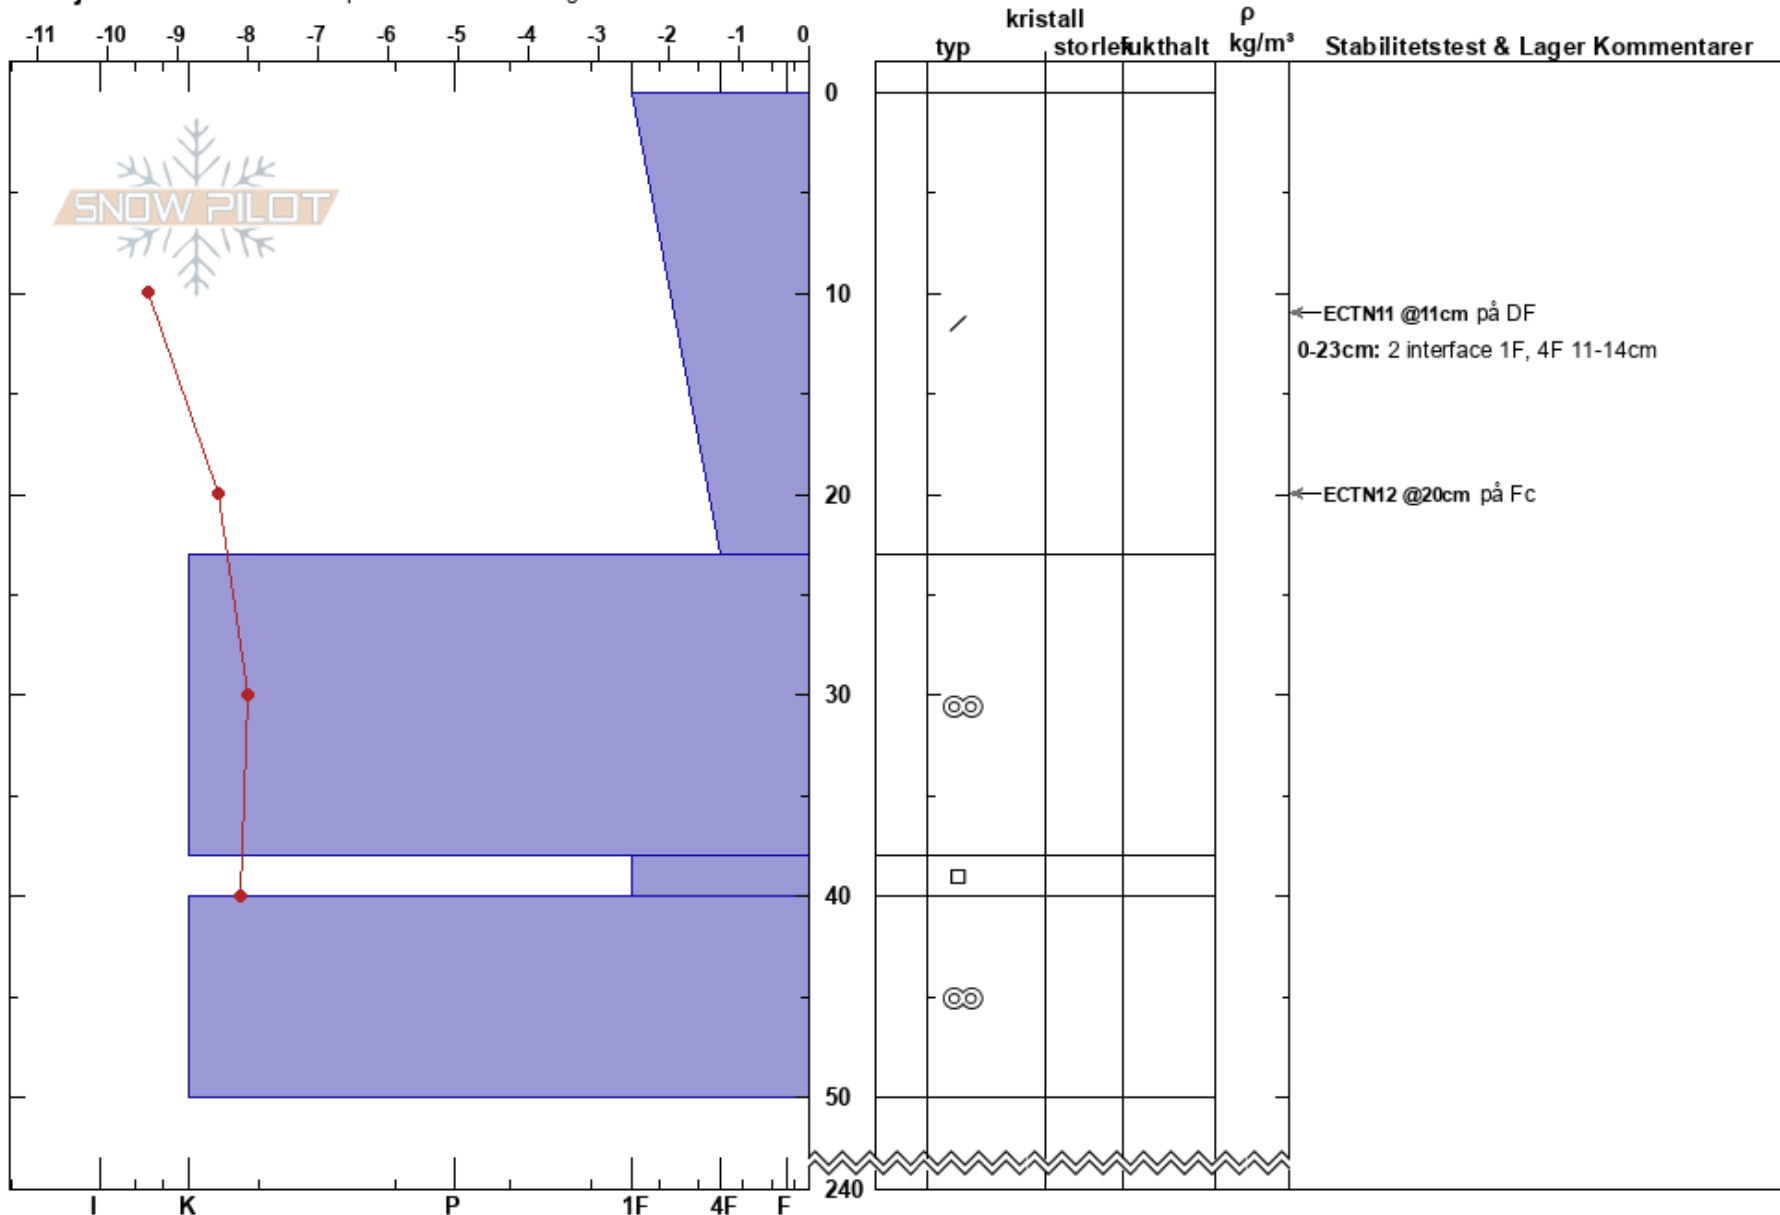 -11 -10 -9 -8 -7 -6 -5 -4 -3 -2 -1 0
kristall ρ
typ storlek fukthalt kg/m³ Stabilitetstest & Lager Kommentarer
0
SNOW PILOT
10
ECTN11 @11cm på DF
0-23cm: 2 interface 1F, 4F 11-14cm
20
ECTN12 @20cm på Fc
30
40
50
240
I K P 1F 4F F